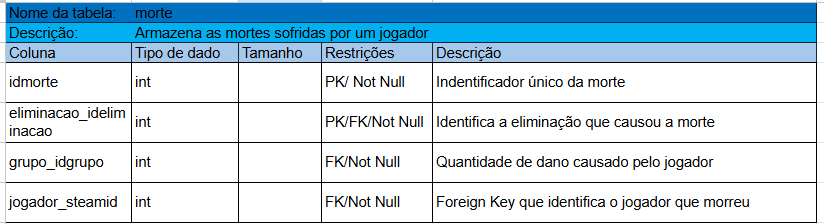 Nome da tabela: morte
Descrição: Armazena as mortes sofridas por um jogador
Coluna Tipo de dado Tamanho Restrições Descrição
idmorte int PK/ Not Null Indentificador único da morte
eliminacao_idelim
inacao int PK/FK/Not Null Identifica a eliminação que causou a morte
grupo_idgrupo int FK/Not Null Quantidade de dano causado pelo jogador
jogador_steamid int FK/Not Null Foreign Key que identifica o jogador que morreu